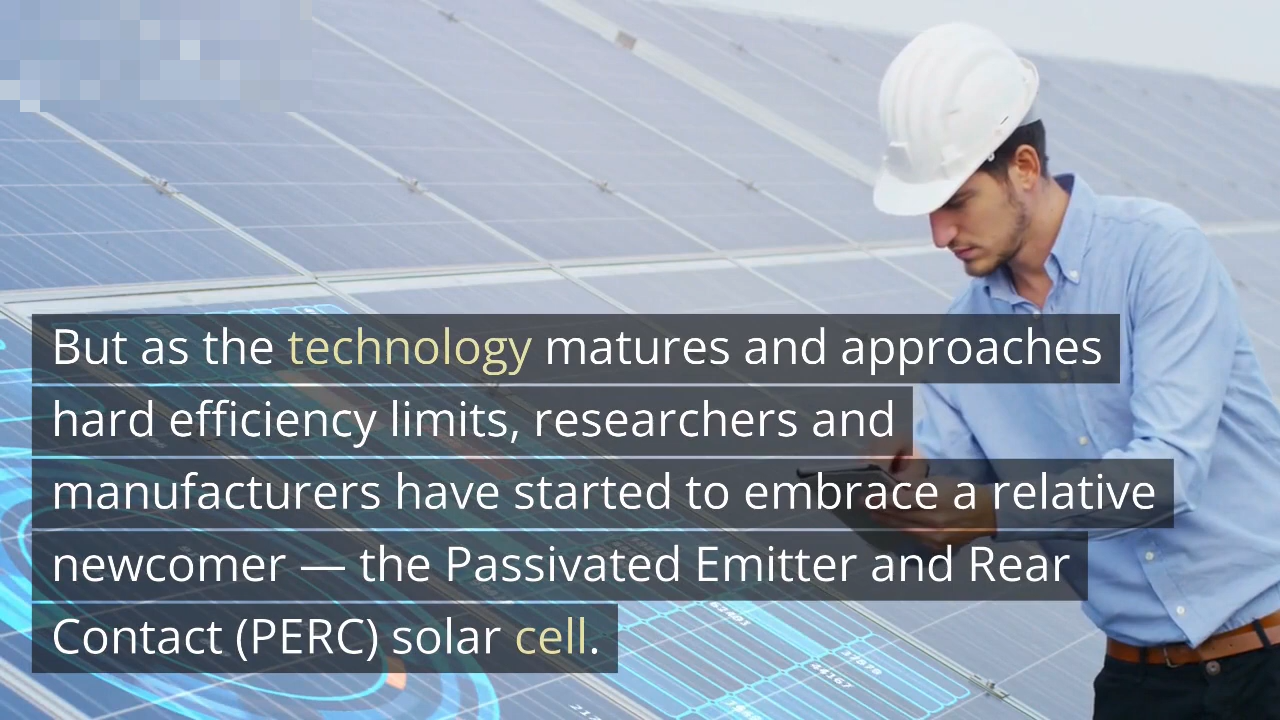 But as the technology matures and approaches
hard efficiency limits, researchers and
manufacturers have started to embrace a relative
newcomer — the Passivated Emitter and Rear
Contact (PERC) solar cell.
44167